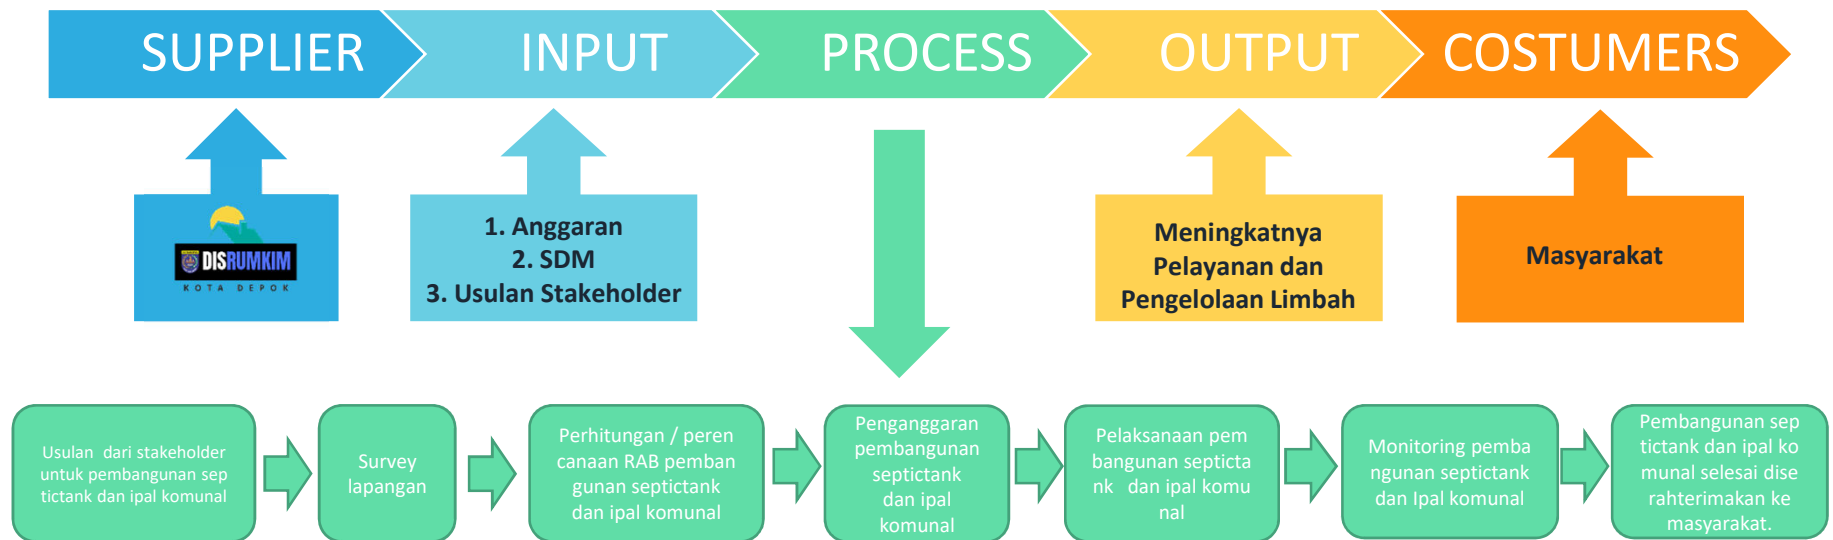 SUPPLIER
INPUT
PROCESS
OUTPUT
COSTUMERS
DISRUMKIM
KOTA DEPOK
1. Anggaran
2. SDM
3. Usulan Stakeholder
Meningkatnya
Pelayanan dan
Pengelolaan Limbah
Masyarakat
Usulan dari stakeholder
untuk pembangunan sep
tictank dan ipal komunal
Survey
lapangan
Perhitungan / peren
canaan RAB pemban
gunan septictank
dan ipal komunal
Penganggaran
pembangunan
septictank
dan ipal
komunal
Pelaksanaan pem
bangunan septicta
nk dan ipal komu
nal
Monitoring pemba
ngunan septictank
dan Ipal komunal
Pembangunan sep
tictank dan ipal ko
munal selesai dise
rahterimakan ke
masyarakat.